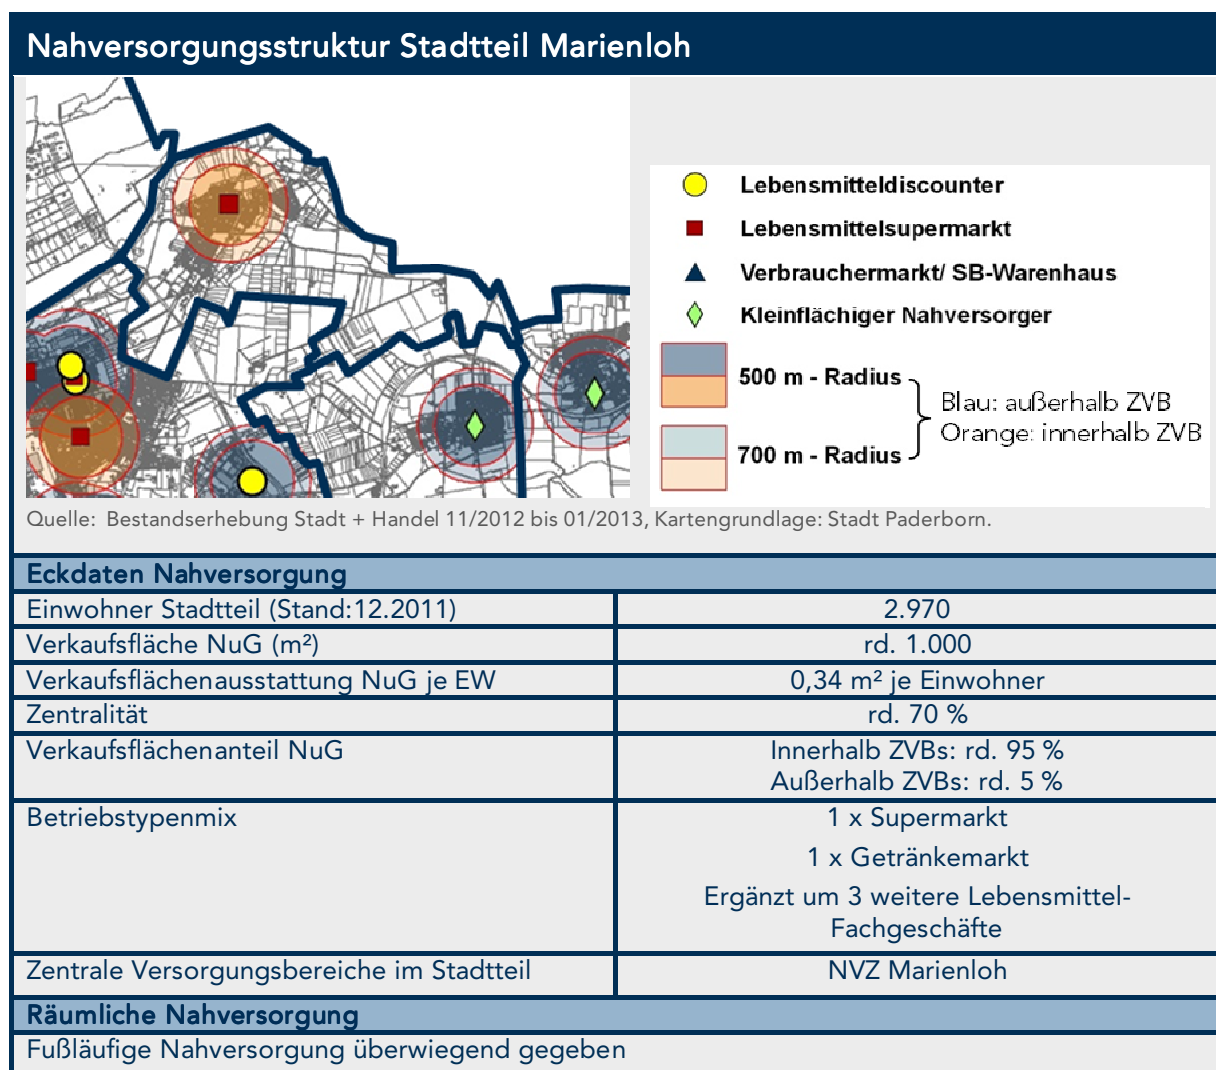 Nahversorgungsstruktur Stadtteil Marienloh
Lebensmitteldiscounter
Lebensmittelsupermarkt
Verbrauchermarkt/ SB-Warenhaus
Kleinflächiger Nahversorger
500 m - Radius
700 m - Radius
Blau: außerhalb ZVB
Orange: innerhalb ZVB
Quelle: Bestandserhebung Stadt + Handel 11/2012 bis 01/2013, Kartengrundlage: Stadt Paderborn.
Eckdaten Nahversorgung
Einwohner Stadtteil (Stand:12.2011) 2.970
Verkaufsfläche NuG (m²) rd. 1.000
Verkaufsflächenausstattung NuG je EW 0,34 m² je Einwohner
Zentralität rd. 70 %
Verkaufsflächenanteil NuG Innerhalb ZVBs: rd. 95 %
Außerhalb ZVBs: rd. 5 %
Betriebstypenmix 1 x Supermarkt
1 x Getränkemarkt
Ergänzt um 3 weitere Lebensmittel-
Fachgeschäfte
Zentrale Versorgungsbereiche im Stadtteil NVZ Marienloh
Räumliche Nahversorgung
Fußläufige Nahversorgung überwiegend gegeben